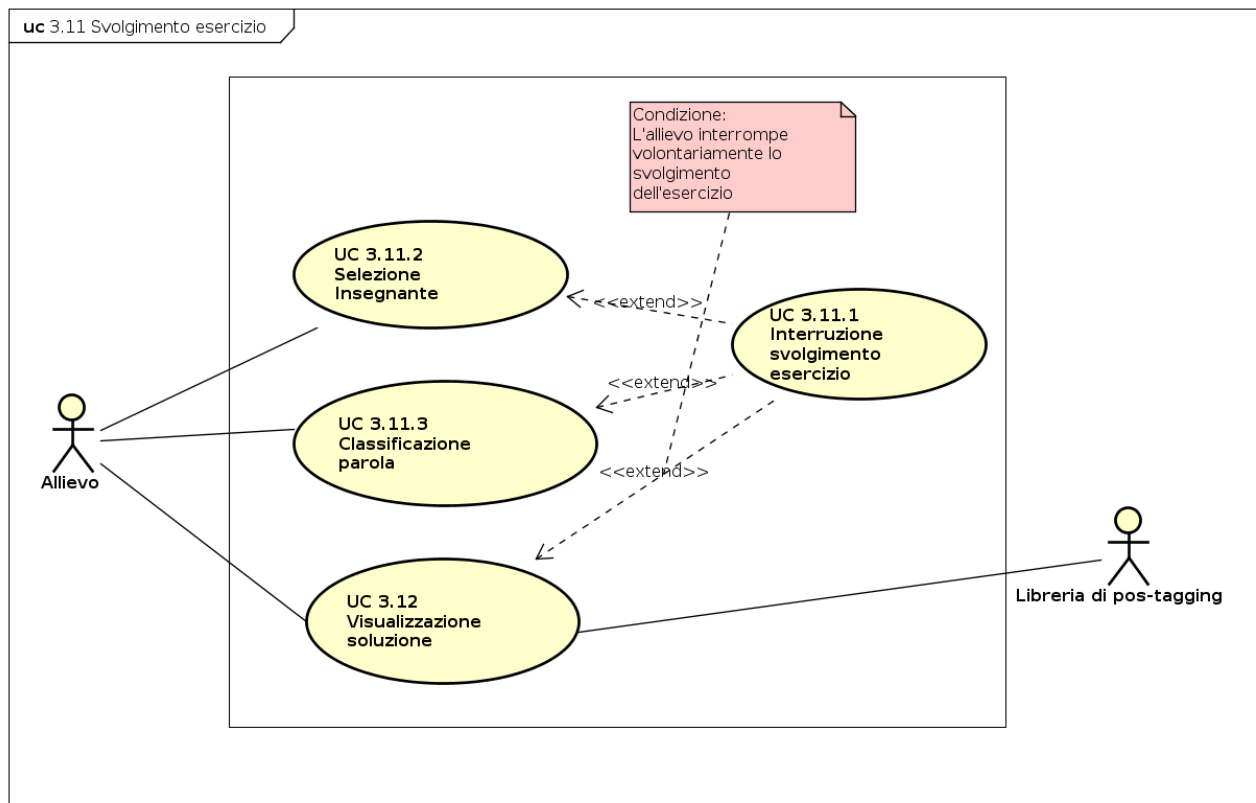 uc 3.11 Svolgimento esercizio
Condizione:
L'allievo interrompe
volontariamente lo
svolgimento
dell'esercizio
UC 3.11.2
Selezione
Insegnante
<<extend>>
UC 3.11.1
Interruzione
svolgimento
esercizio
<<extend>>
UC 3.11.3
Classificazione
parola
<<extend>>
Allievo
UC 3.12
Visualizzazione
soluzione
Libreria di pos-tagging